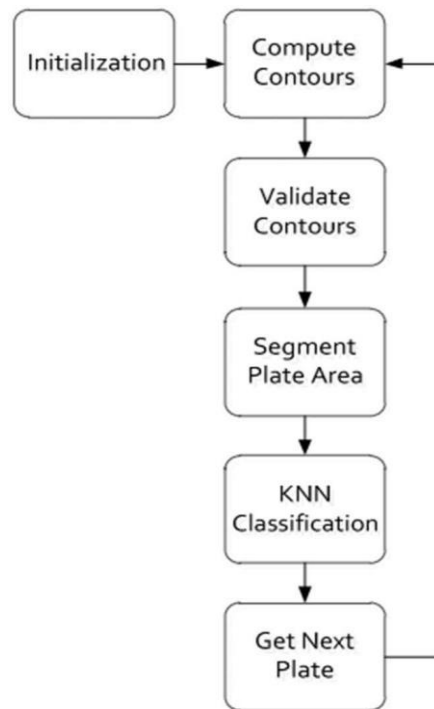 Initialization
Compute
Contours
Validate
Contours
Segment
Plate Area
KNN
Classification
Get Next
Plate